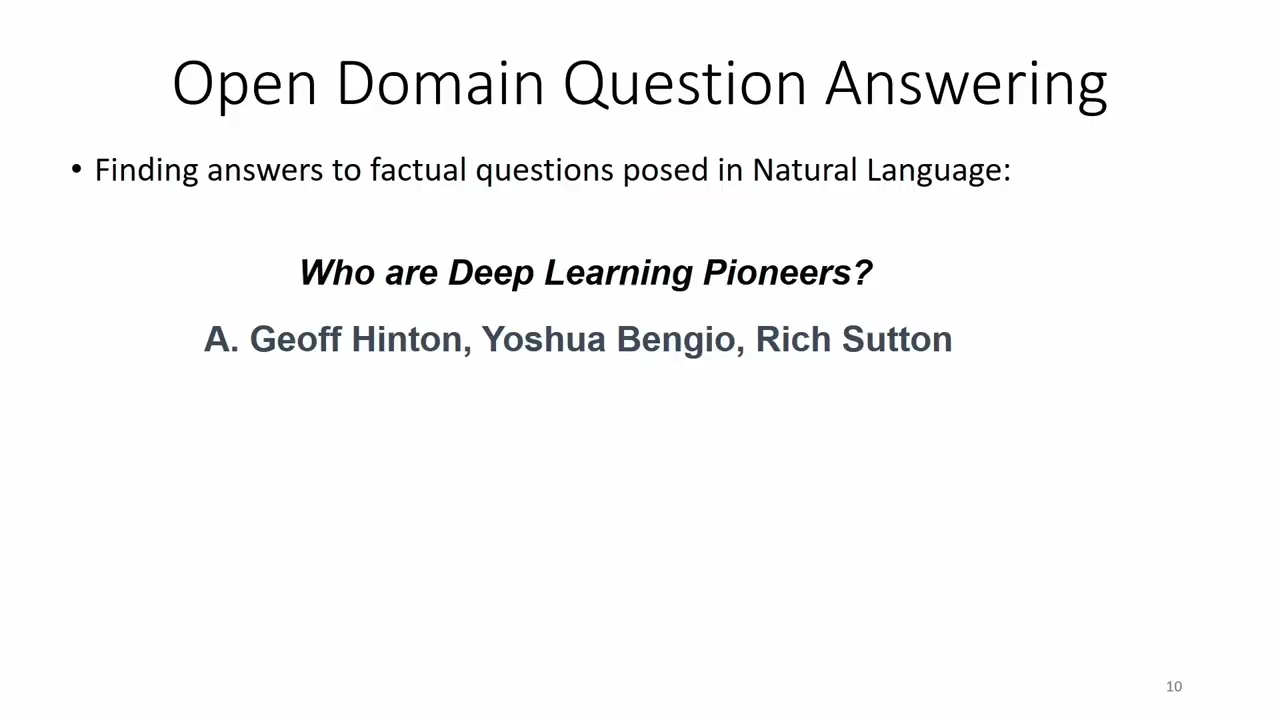 Open Domain Question Answering
• Finding answers to factual questions posed in Natural Language:
Who are Deep Learning Pioneers?
A. Geoff Hinton, Yoshua Bengio, Rich Sutton
10